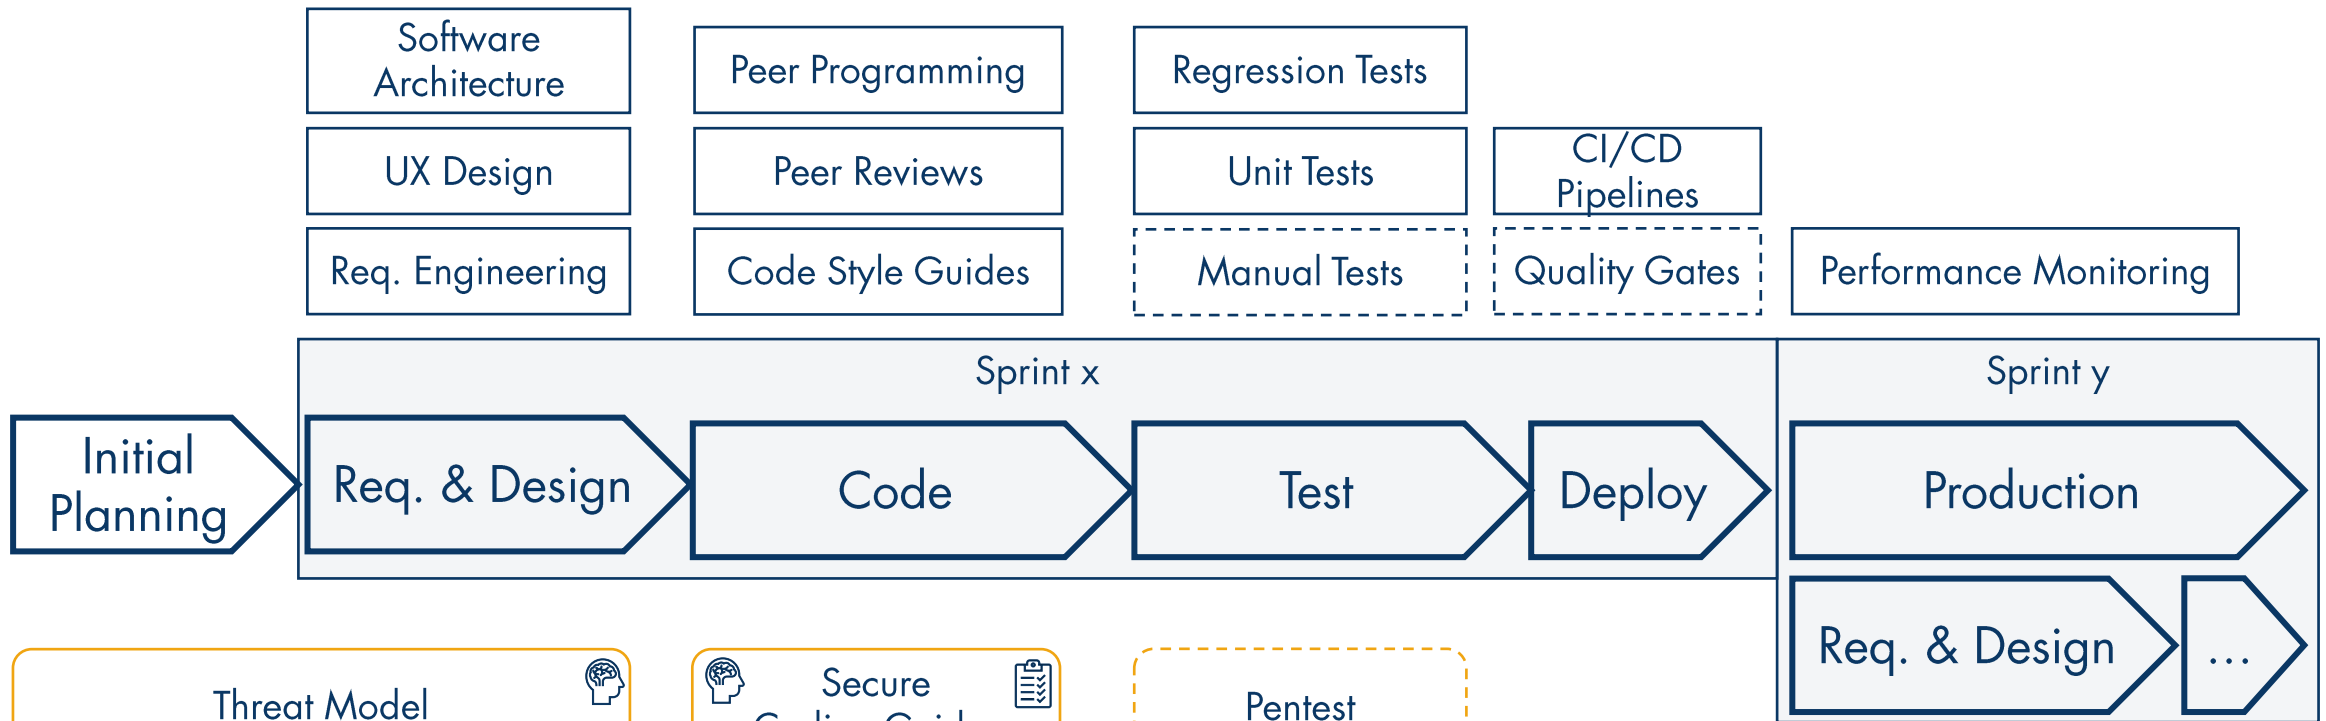 Software
Architecture
Peer Programming
Regression Tests
UX Design
Peer Reviews
Unit Tests
CI/CD
Pipelines
Req. Engineering
Code Style Guides
Manual Tests
Quality Gates
Performance Monitoring
Sprint x
Sprint y
Initial
Planning
Req. & Design
Code
Test
Deploy
Production
Req. & Design
...
Threat Model
Secure
Pentest